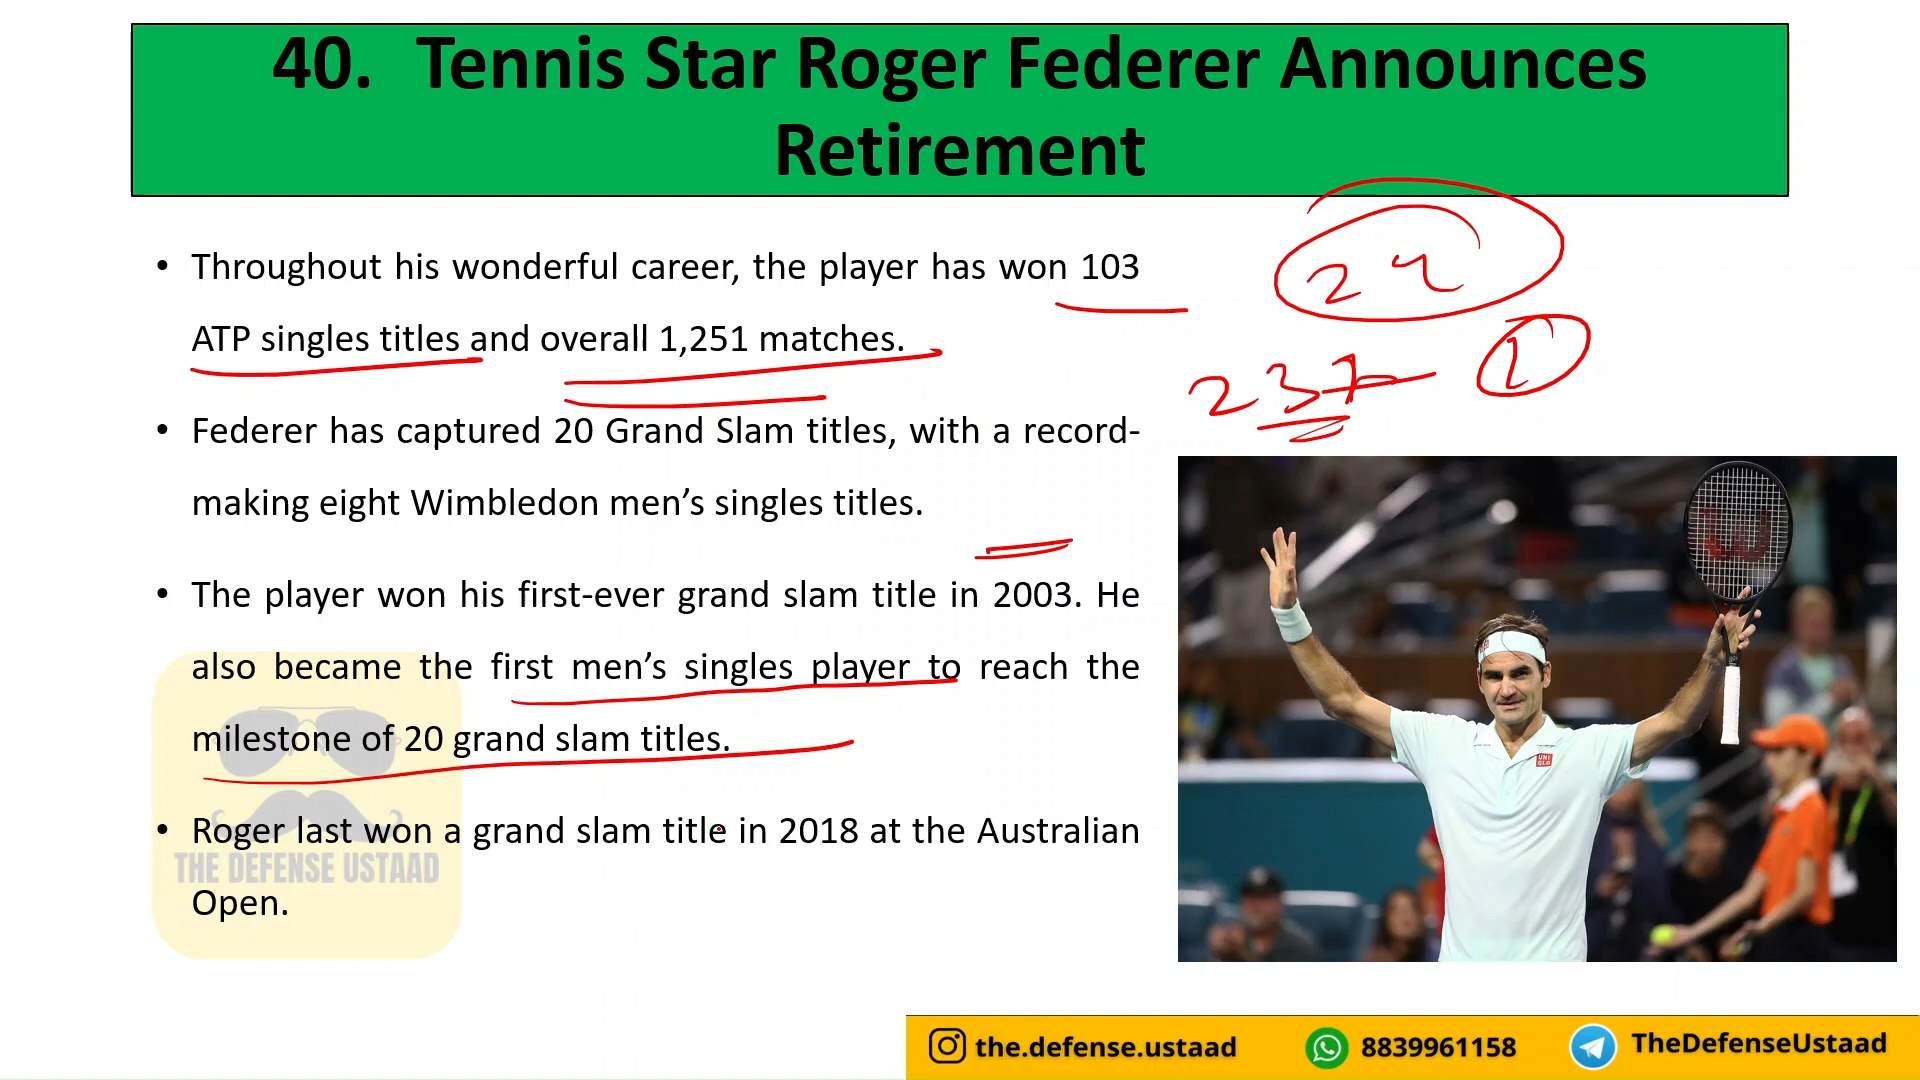 40. Tennis Star Roger Federer Announces
Retirement
• Throughout his wonderful career, the player has won 103
ATP singles titles and overall 1,251 matches.
• Federer has captured 20 Grand Slam titles, with a record-
making eight Wimbledon men’s singles titles.
• The player won his first-ever grand slam title in 2003. He
also became the first men’s singles player to reach the
milestone of 20 grand slam titles.
• Roger last won a grand slam title in 2018 at the Australian
Open.
THE DEFENSE USTAAD
24
237 1
UNI
QLO
the.defense.ustaad 8839961158 TheDefenseUstaad